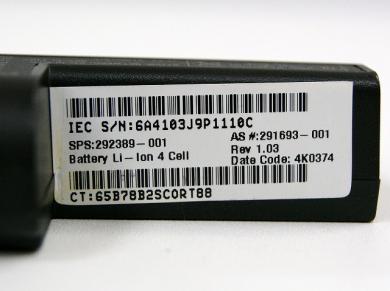 IEC S/N:6A4103J9P1110C
SPS:292389-001 AS #:291693-001
Battery Li-Ion 4 Cell Rev 1.03
Date Code: 4K0374
CT:65B78B2SCORT88